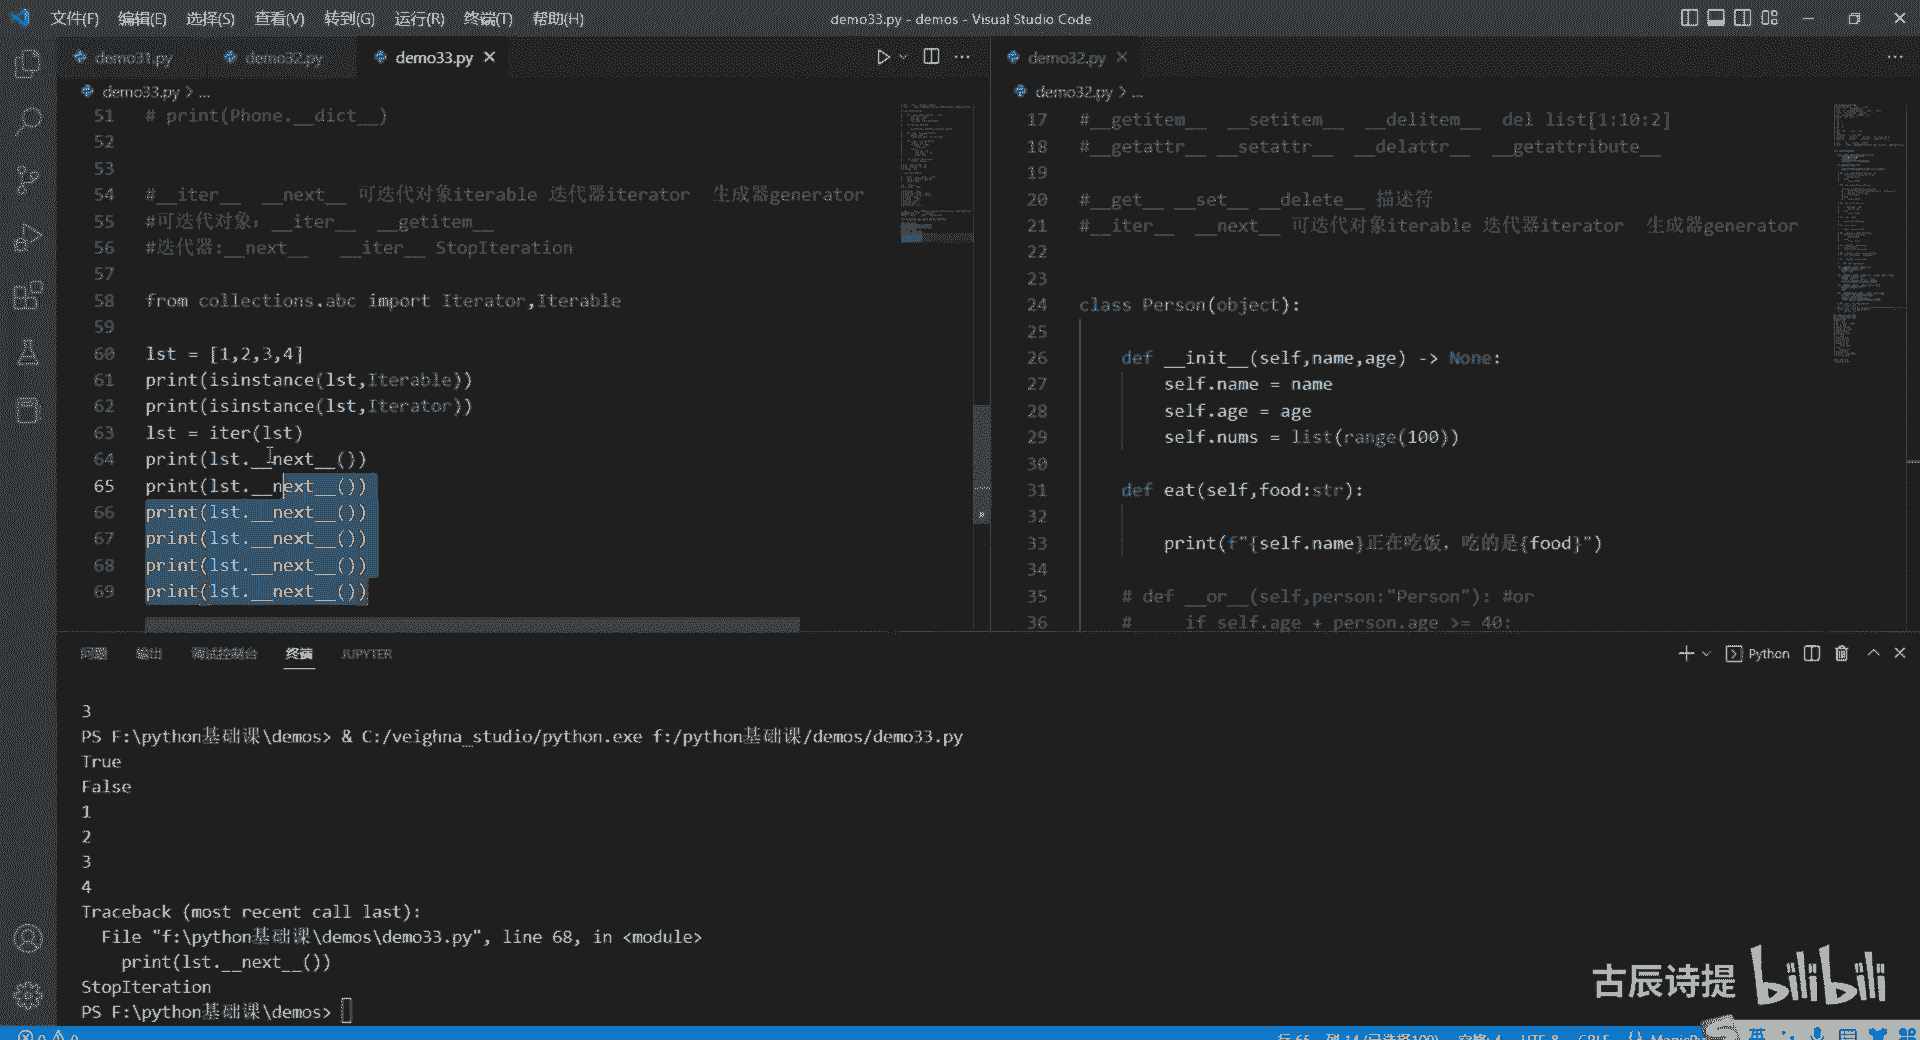 文件(F) 编辑(E) 选择(S) 查看(V) 转到(G) 运行(R) 终端(T) 帮助(H)
demo33.py - demos - Visual Studio Code
demo31.py demo32.py demo33.py
demo33.py > ...
51 # print(Phone.__dict__)
52
53
54 #__iter__ __next__ 可迭代对象iterable 迭代器iterator 生成器generator
55 #可迭代对象: __iter__ __getitem__
56 #迭代器:__next__ __iter__ StopIteration
57
58 from collections.abc import Iterator,Iterable
59
60 lst = [1,2,3,4]
61 print(isinstance(lst,Iterable))
62 print(isinstance(lst,Iterator))
63 lst = iter(lst)
64 print(lst.__next__())
65 print(lst.__next__())
66 print(lst.__next__())
67 print(lst.__next__())
68 print(lst.__next__())
69 print(lst.__next__())
demo32.py
demo32.py > ...
17 #__getitem__ __setitem__ __delitem__ del list[1:10:2]
18 #__getattr__ __setattr__ __delattr__ __getattribute__
19
20 #__get__ __set__ __delete__ 描述符
21 #__iter__ __next__ 可迭代对象iterable 迭代器iterator 生成器generator
22
23
24 class Person(object):
25
26 def __init__(self,name,age) -> None:
27 self.name = name
28 self.age = age
29 self.nums = list(range(100))
30
31 def eat(self,food:str):
32
33 print(f"{self.name}正在吃饭，吃的是{food}")
34
35 # def __or__(self,person:"Person"): #or
36 # if self.age + person.age >= 40:
问题 输出 调试控制台 终端 JUPYTER
Python
3
PS F:\python基础课\demos> & C:/veighna_studio/python.exe f:/python基础课/demos/demo33.py
True
False
1
2
3
4
Traceback (most recent call last):
File "f:\python基础课\demos\demo33.py", line 68, in <module>
print(lst.__next__())
StopIteration
PS F:\python基础课\demos>
古辰诗提 bilibili